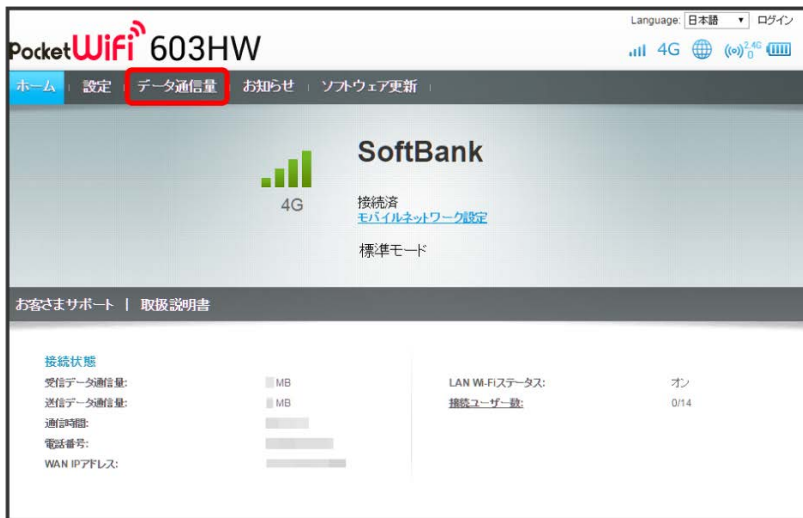 Language: 日本語 ▼ ログイン
Pocket WiFi 603HW
4G 2.4G 0
ホーム 設定 データ通信量 お知らせ ソフトウェア更新
SoftBank
4G
接続済
モバイルネットワーク設定
標準モード
お客さまサポート | 取扱説明書
接続状態
受信データ通信量: MB
送信データ通信量: MB
通信時間:
電話番号:
WAN IPアドレス:
LAN Wi-Fiステータス: オン
接続ユーザー数: 0/14